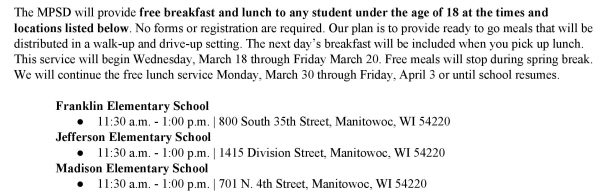 The MPSD will provide free breakfast and lunch to any student under the age of 18 at the times and
locations listed below. No forms or registration are required. Our plan is to provide ready to go meals that will be
distributed in a walk-up and drive-up setting. The next day's breakfast will be included when you pick up lunch.
This service will begin Wednesday, March 18 through Friday March 20. Free meals will stop during spring break.
We will continue the free lunch service Monday, March 30 through Friday, April 3 or until school resumes.
Franklin Elementary School
● 11:30 a.m. - 1:00 p.m. | 800 South 35th Street, Manitowoc, WI 54220
Jefferson Elementary School
● 11:30 a.m. - 1:00 p.m. | 1415 Division Street, Manitowoc, WI 54220
Madison Elementary School
● 11:30 a.m. - 1:00 p.m. | 701 N. 4th Street, Manitowoc, WI 54220